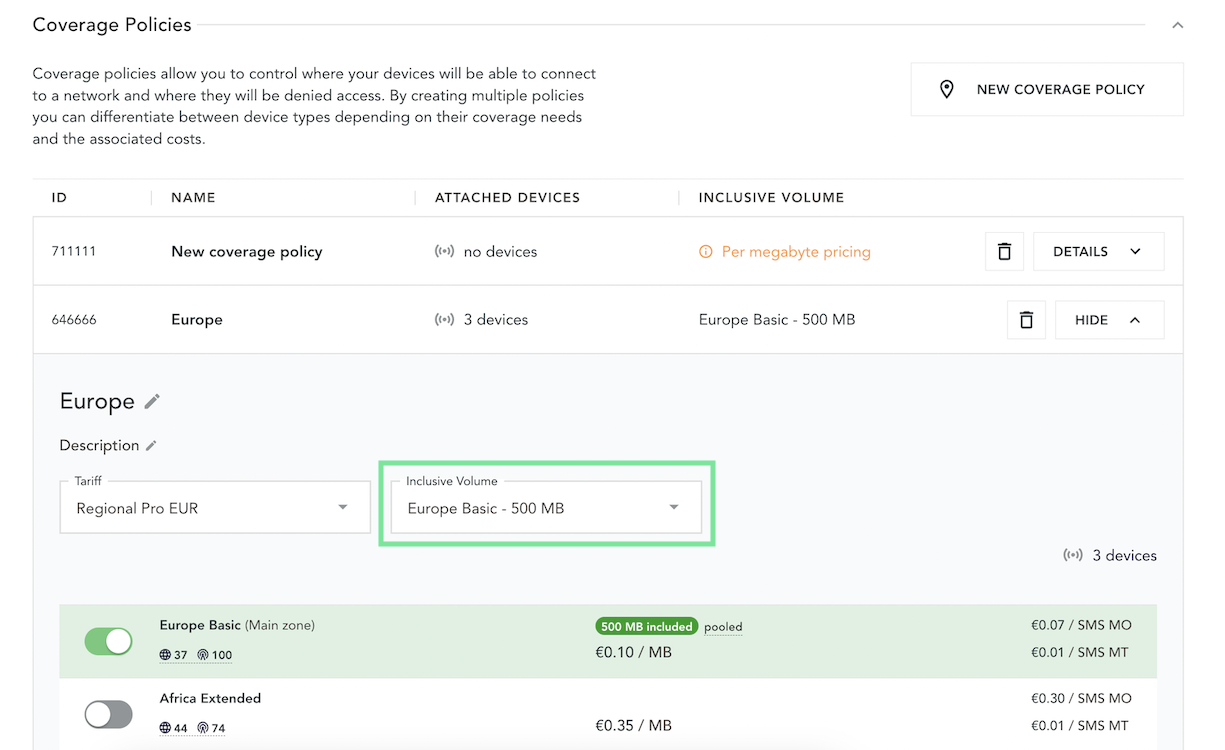 Coverage Policies
Coverage policies allow you to control where your devices will be able to connect
to a network and where they will be denied access. By creating multiple policies
you can differentiate between device types depending on their coverage needs
and the associated costs.
NEW COVERAGE POLICY
ID NAME ATTACHED DEVICES INCLUSIVE VOLUME
711111 New coverage policy no devices Per megabyte pricing DETAILS
646666 Europe 3 devices Europe Basic - 500 MB HIDE
Europe
Description
Tariff Inclusive Volume
Regional Pro EUR Europe Basic - 500 MB
3 devices
Europe Basic (Main zone) 500 MB included pooled €0.07 / SMS MO
37 100 €0.10 / MB €0.01 / SMS MT
Africa Extended €0.30 / SMS MO
44 74 €0.35 / MB €0.01 / SMS MT